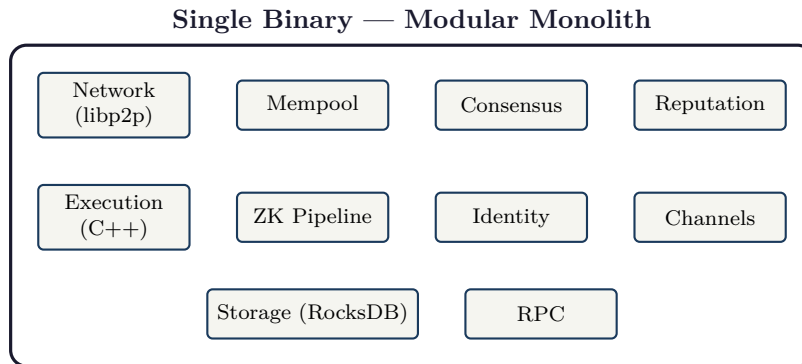 Single Binary — Modular Monolith
Network
(libp2p)
Mempool
Consensus
Reputation
Execution
(C++)
ZK Pipeline
Identity
Channels
Storage (RocksDB)
RPC